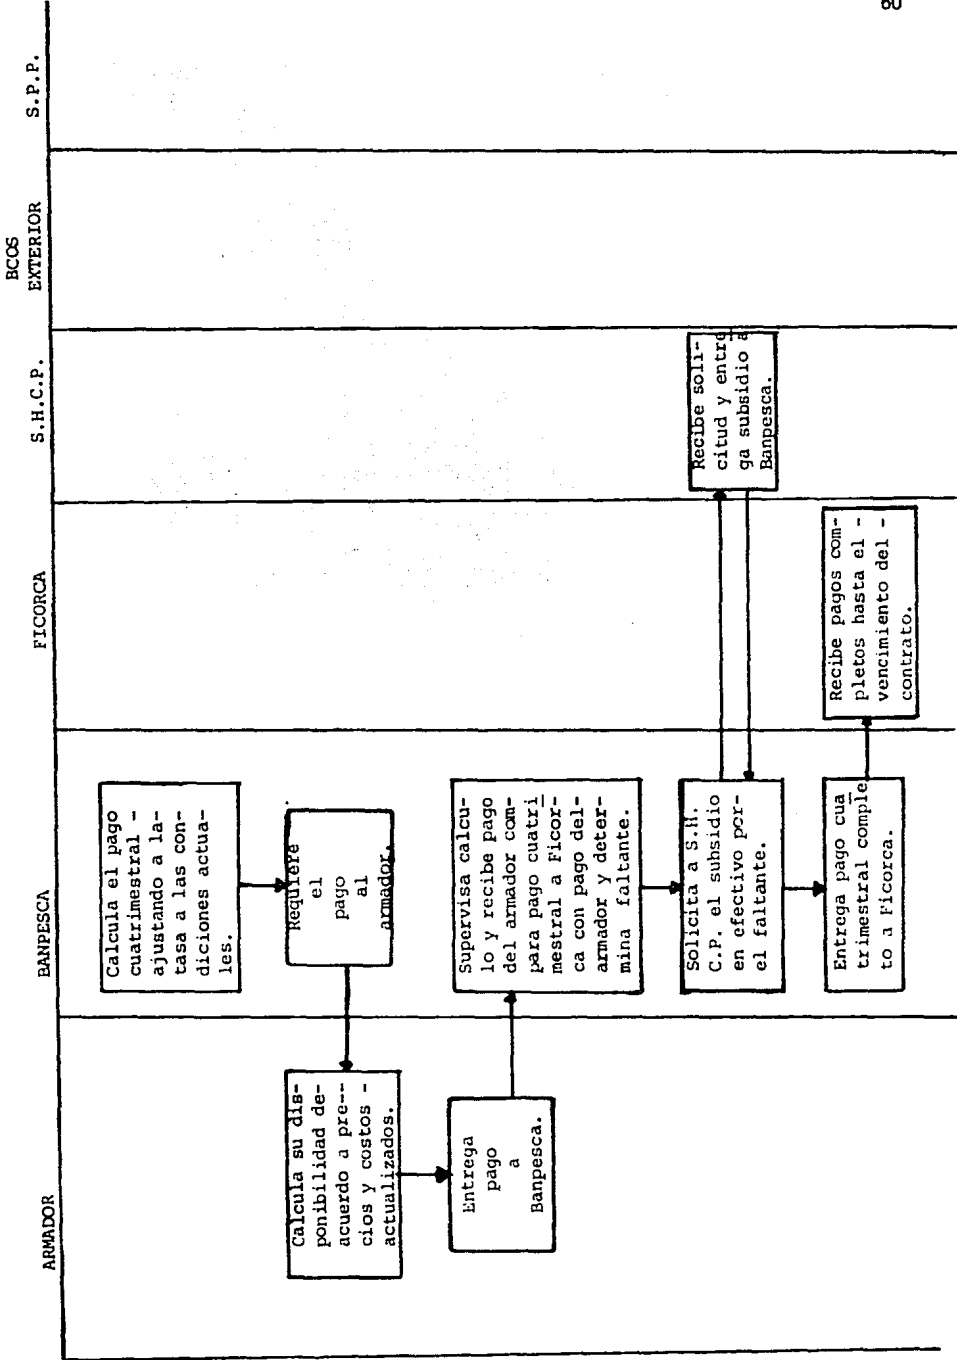 60
ARMADOR
BANPESCA
FICORCA
S.H.C.P.
BCOS
EXTERIOR
S.P.P.
Calcula el pago
cuatrimestral -
ajustando a la-
tasa a las con-
diciones actua-
les.
Requiere
el
pago
al
armador.
Calcula su dis-
ponibilidad de-
acuerdo a pre--
cios y costos -
actualizados.
Entrega
pago
a
Banpesca.
Supervisa calcu-
lo y recibe pago
del armador com-
para pago cuatri
mestral a Ficor-
ca con pago del-
armador y deter-
mina faltante.
Solicita a S.H.
C.P. el subsidio
en efectivo por-
el faltante.
Recibe soli-
citud y entre
ga subsidio a
Banpesca.
Entrega pago cua
trimestral comple
to a Ficorca.
Recibe pagos com-
pletos hasta el -
vencimiento del -
contrato.